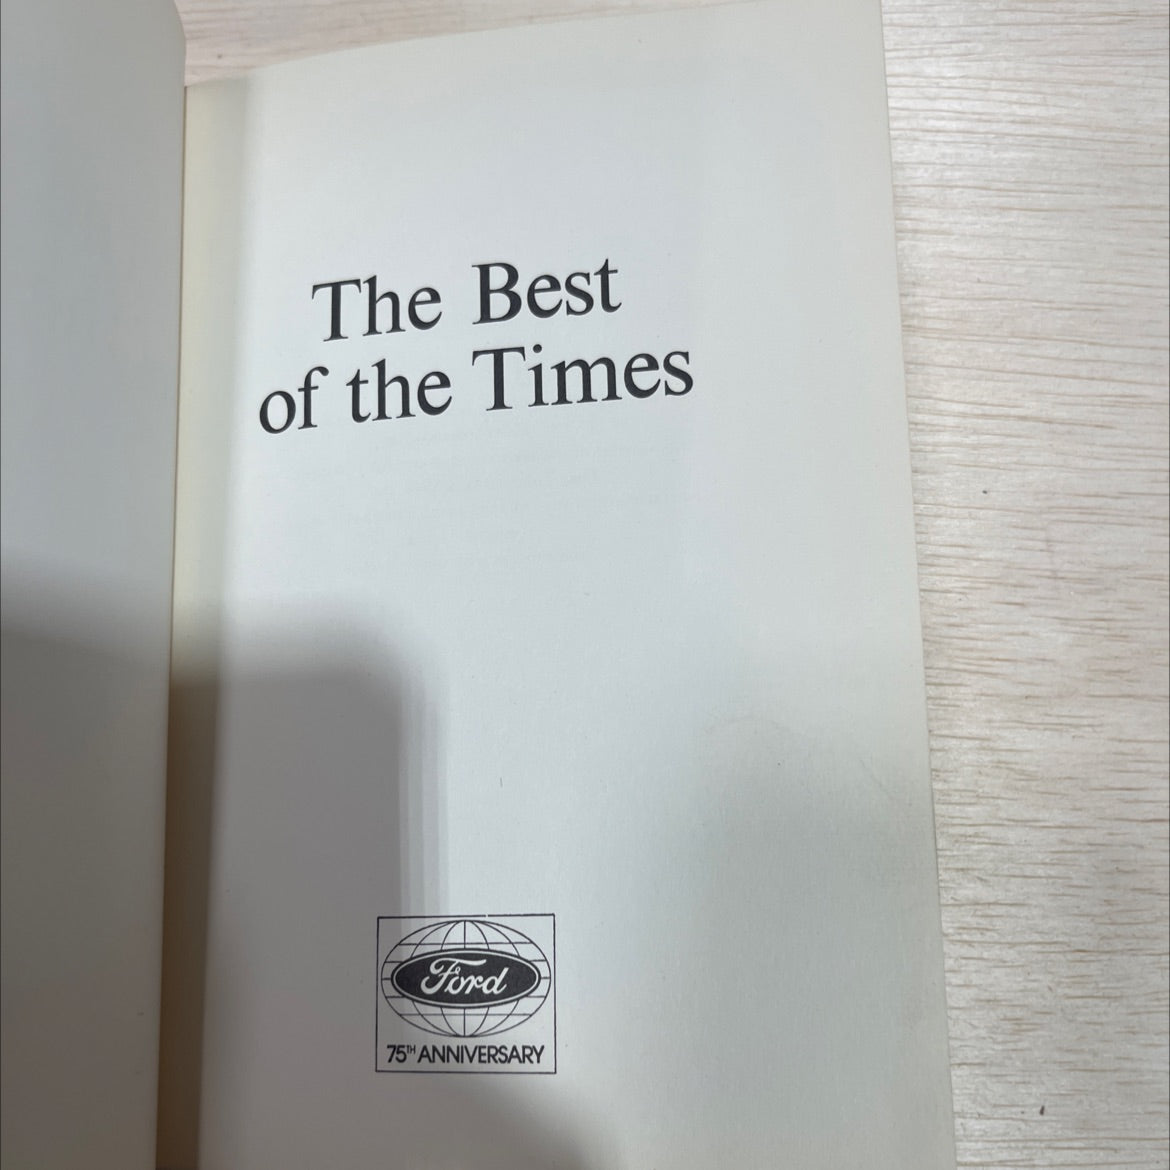 The Best
of the Times
Ford
75TH ANNIVERSARY